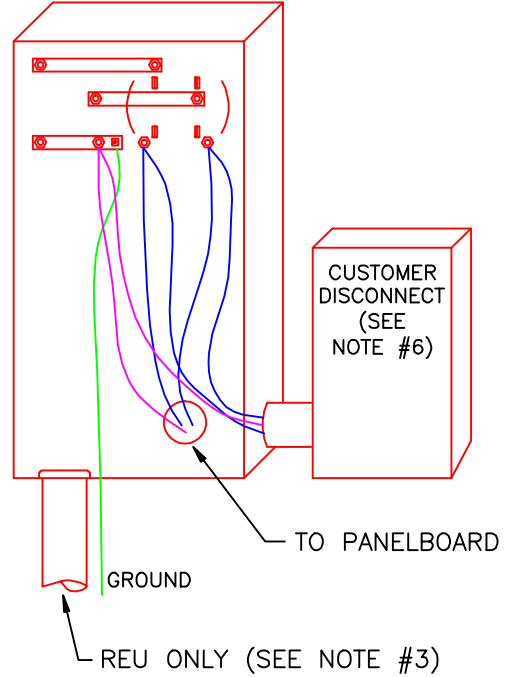 CUSTOMER
DISCONNECT
(SEE
NOTE #6)
TO PANELBOARD
GROUND
REU ONLY (SEE NOTE #3)